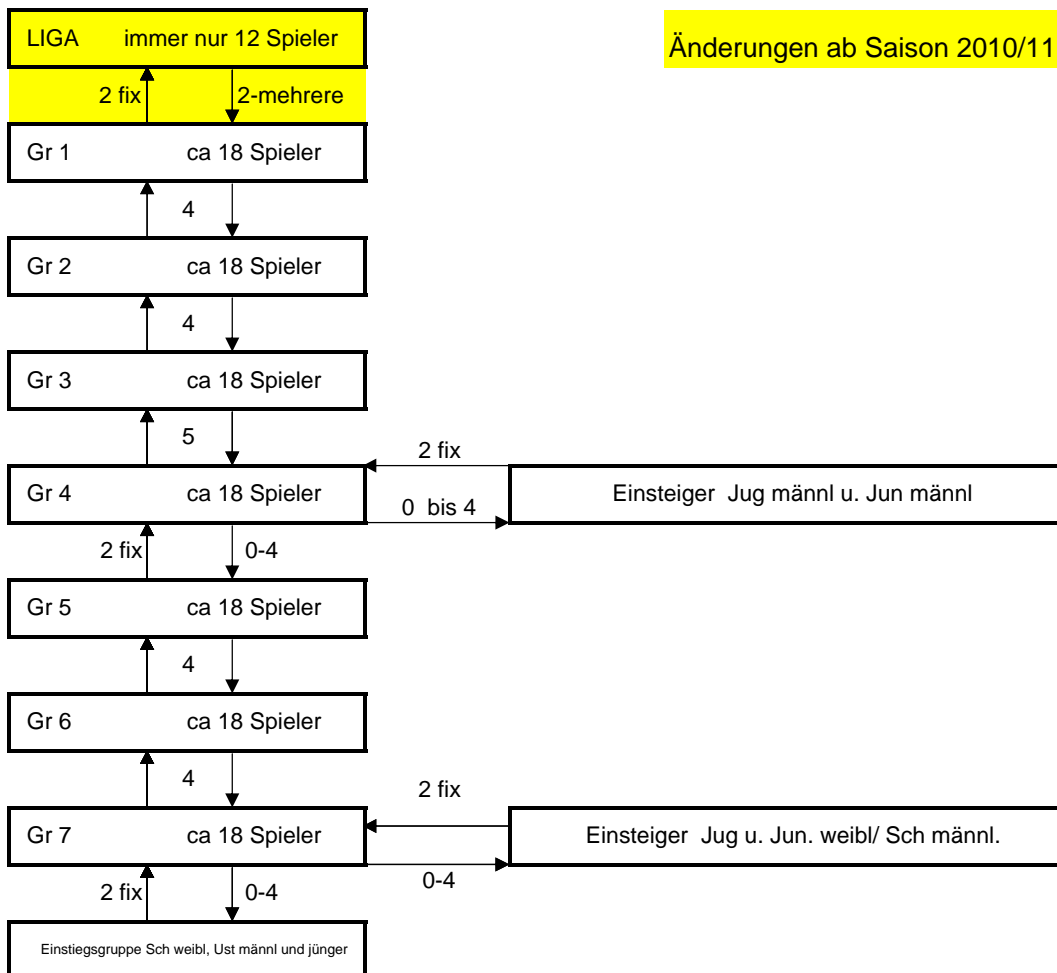 LIGA immer nur 12 Spieler
Änderungen ab Saison 2010/11
2 fix 2-mehrere
Gr 1 ca 18 Spieler
4
Gr 2 ca 18 Spieler
4
Gr 3 ca 18 Spieler
5
2 fix
Gr 4 ca 18 Spieler
Einsteiger Jug männl u. Jun männl
0 bis 4
2 fix 0-4
Gr 5 ca 18 Spieler
4
Gr 6 ca 18 Spieler
4
2 fix
Gr 7 ca 18 Spieler
Einsteiger Jug u. Jun. weibl/ Sch männl.
0-4
2 fix 0-4
Einstiegsgruppe Sch weibl, Ust männl und jünger